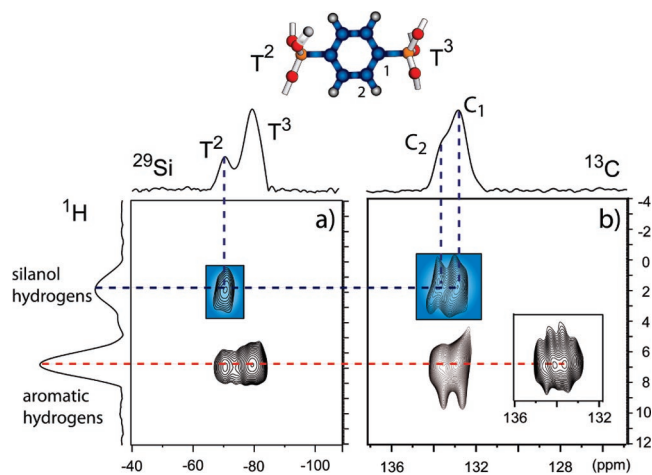 T² T³
1
2
²⁹Si T² T³
C₂ C₁ ¹³C
¹H
a) b)
silanol
hydrogens
aromatic
hydrogens
-4
-2
0
2
4
6
8
10
12
136 132
-40 -60 -80 -100
136 132 128 (ppm)